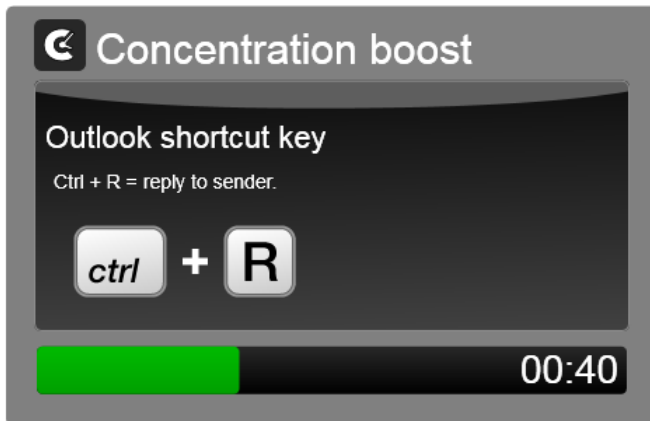 Concentration boost
Outlook shortcut key
Ctrl + R = reply to sender.
ctrl + R
00:40